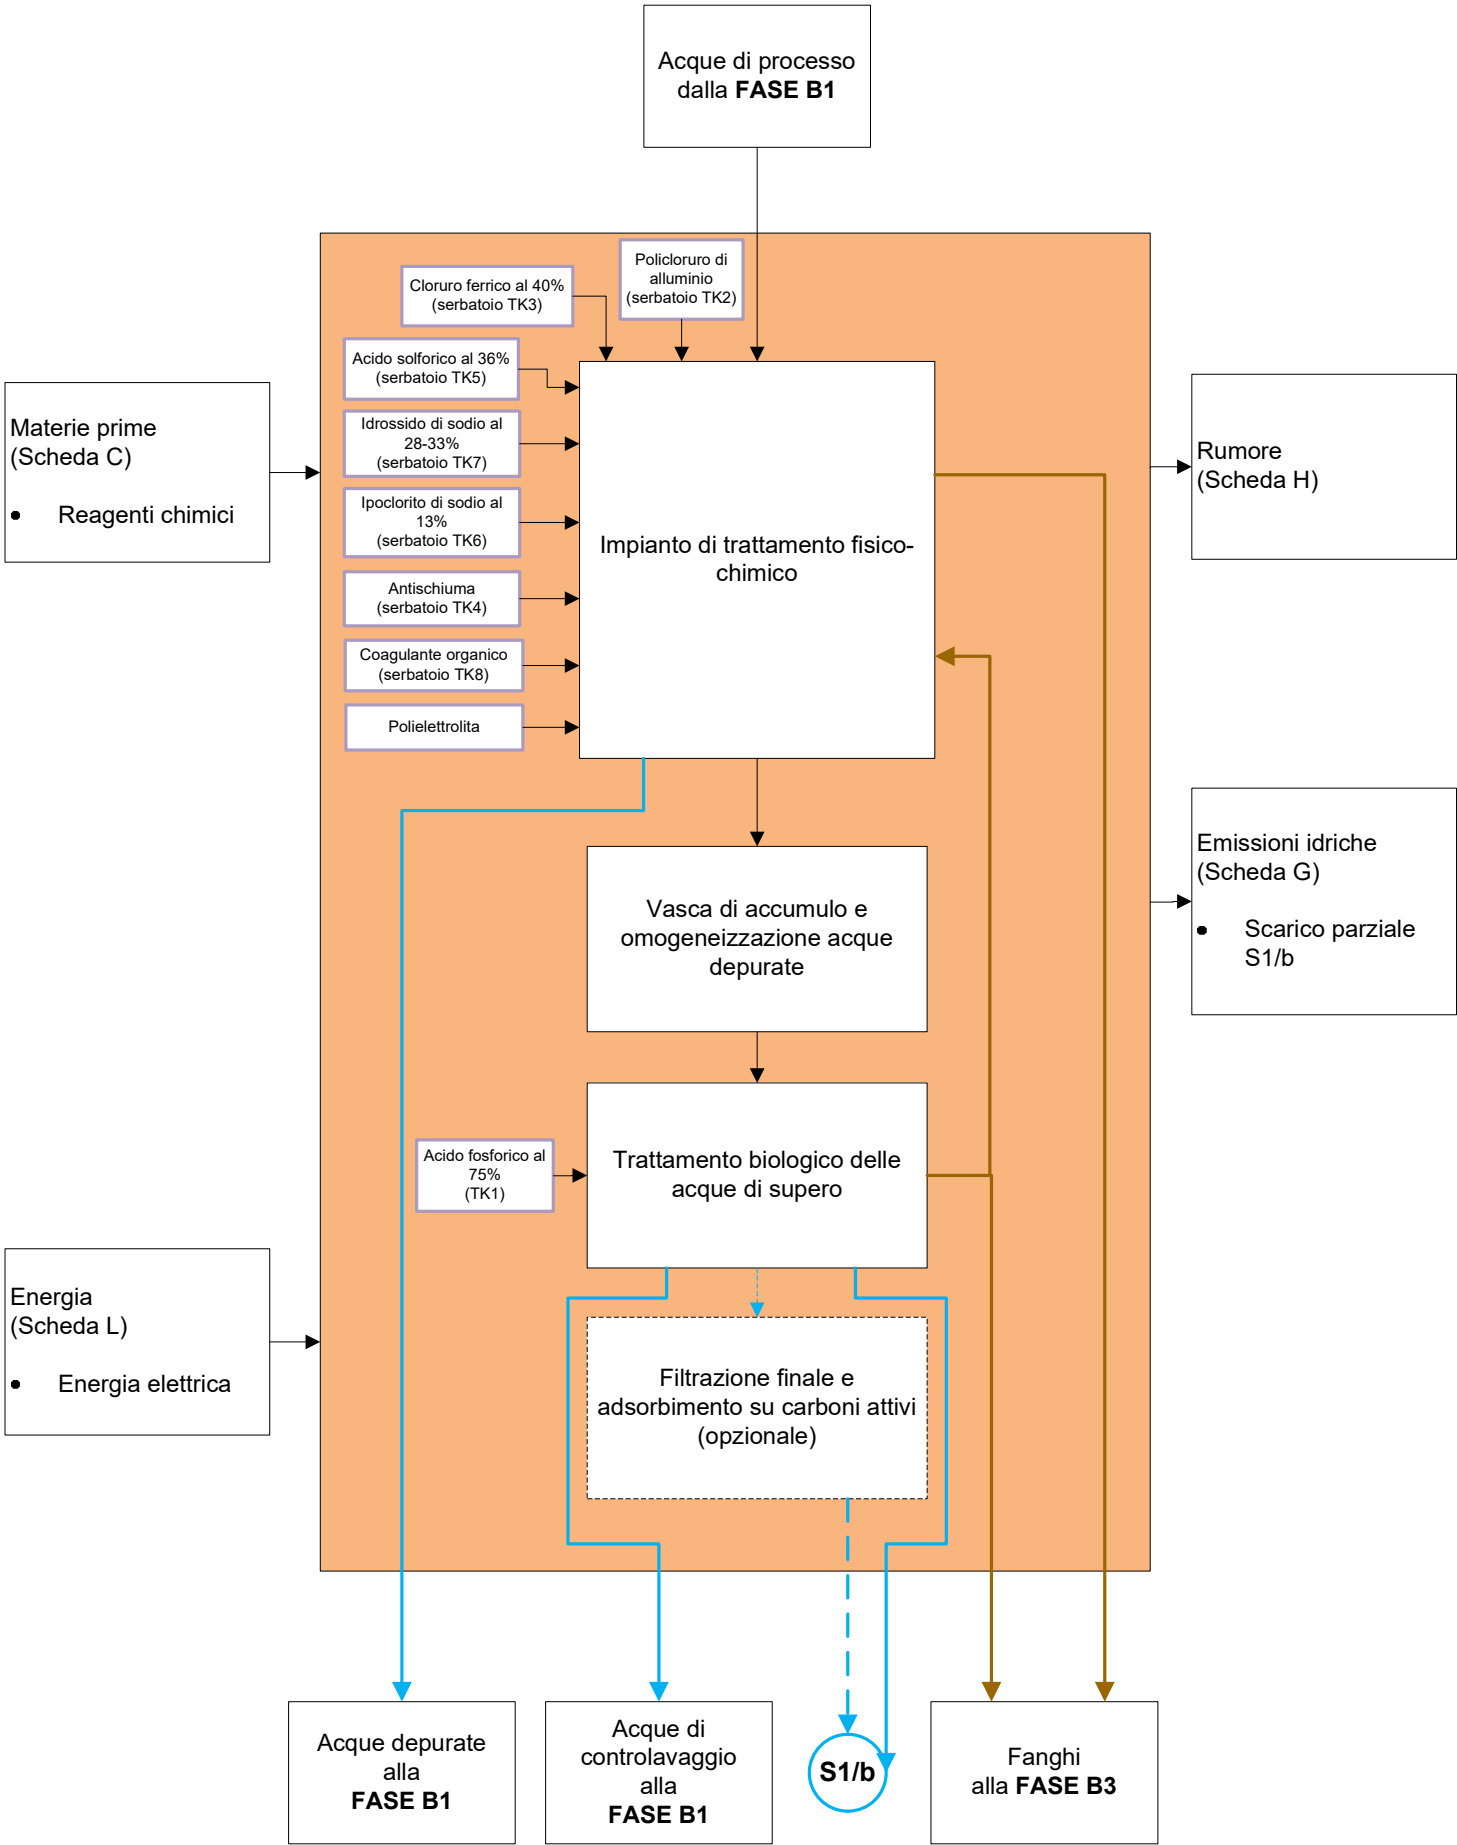 Acque di processo
dalla FASE B1
Policloruro di
alluminio
(serbatoio TK2)
Cloruro ferrico al 40%
(serbatoio TK3)
Acido solforico al 36%
(serbatoio TK5)
Idrossido di sodio al
28-33%
(serbatoio TK7)
Ipoclorito di sodio al
13%
(serbatoio TK6)
Antischiuma
(serbatoio TK4)
Coagulante organico
(serbatoio TK8)
Polielettrolita
Materie prime
(Scheda C)
• Reagenti chimici
Impianto di trattamento fisico-
chimico
Rumore
(Scheda H)
Vasca di accumulo e
omogeneizzazione acque
depurate
Emissioni idriche
(Scheda G)
• Scarico parziale
S1/b
Acido fosforico al
75%
(TK1)
Trattamento biologico delle
acque di supero
Energia
(Scheda L)
• Energia elettrica
Filtrazione finale e
adsorbimento su carboni attivi
(opzionale)
Acque depurate
alla
FASE B1
Acque di
controlavaggio
alla
FASE B1
S1/b
Fanghi
alla FASE B3